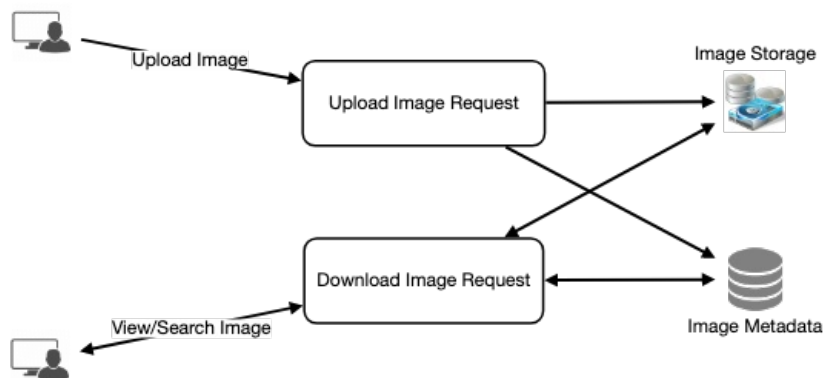 Upload Image
Image Storage
Upload Image Request
Download Image Request
View/Search Image
Image Metadata